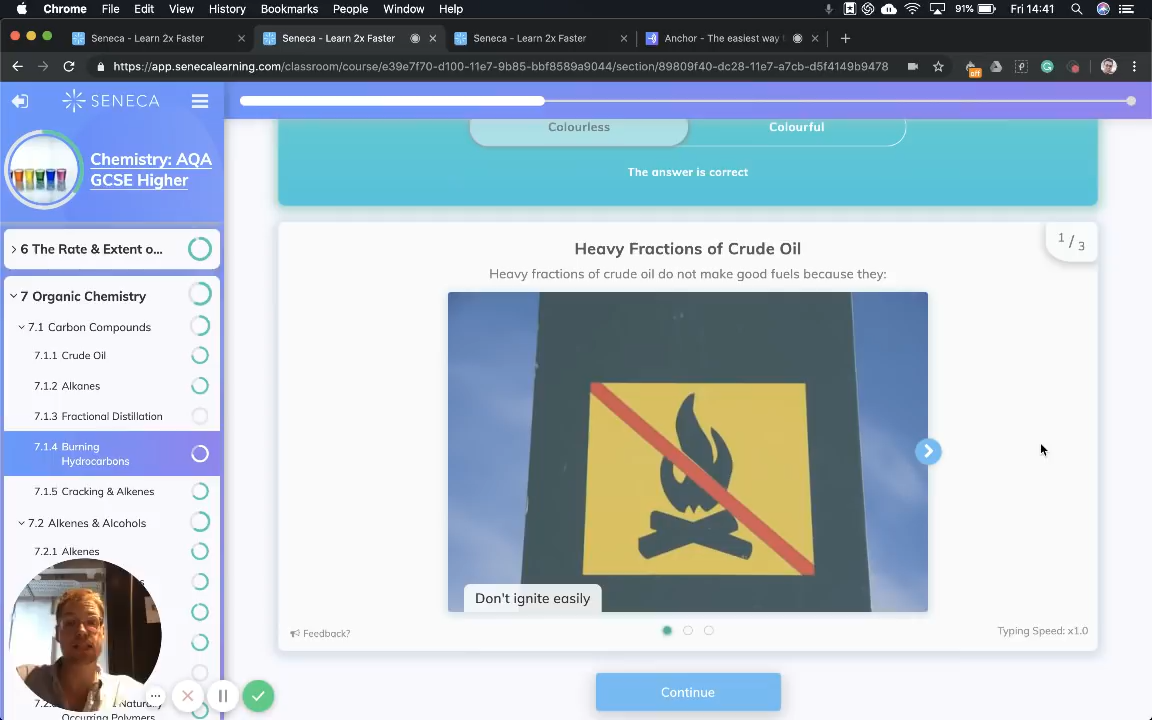 Chrome File Edit View History Bookmarks People Window Help 91% Fri 14:41
Seneca - Learn 2x Faster
Seneca - Learn 2x Faster
Seneca - Learn 2x Faster
Anchor - The easiest way
https://app.senecalearning.com/classroom/course/e39e7f70-d100-11e7-9b85-bbf8589a9044/section/89809f40-dc28-11e7-a7cb-d5f4149b9478
off
SENECA
Chemistry: AQA
GCSE Higher
6 The Rate & Extent o...
7 Organic Chemistry
7.1 Carbon Compounds
7.1.1 Crude Oil
7.1.2 Alkanes
7.1.3 Fractional Distillation
7.1.4 Burning
Hydrocarbons
7.1.5 Cracking & Alkenes
7.2 Alkenes & Alcohols
7.2.1 Alkenes
Occurring Polymers
Colourless
Colourful
The answer is correct
Heavy Fractions of Crude Oil
1 / 3
Heavy fractions of crude oil do not make good fuels because they:
Don't ignite easily
Feedback?
Typing Speed: x1.0
Continue